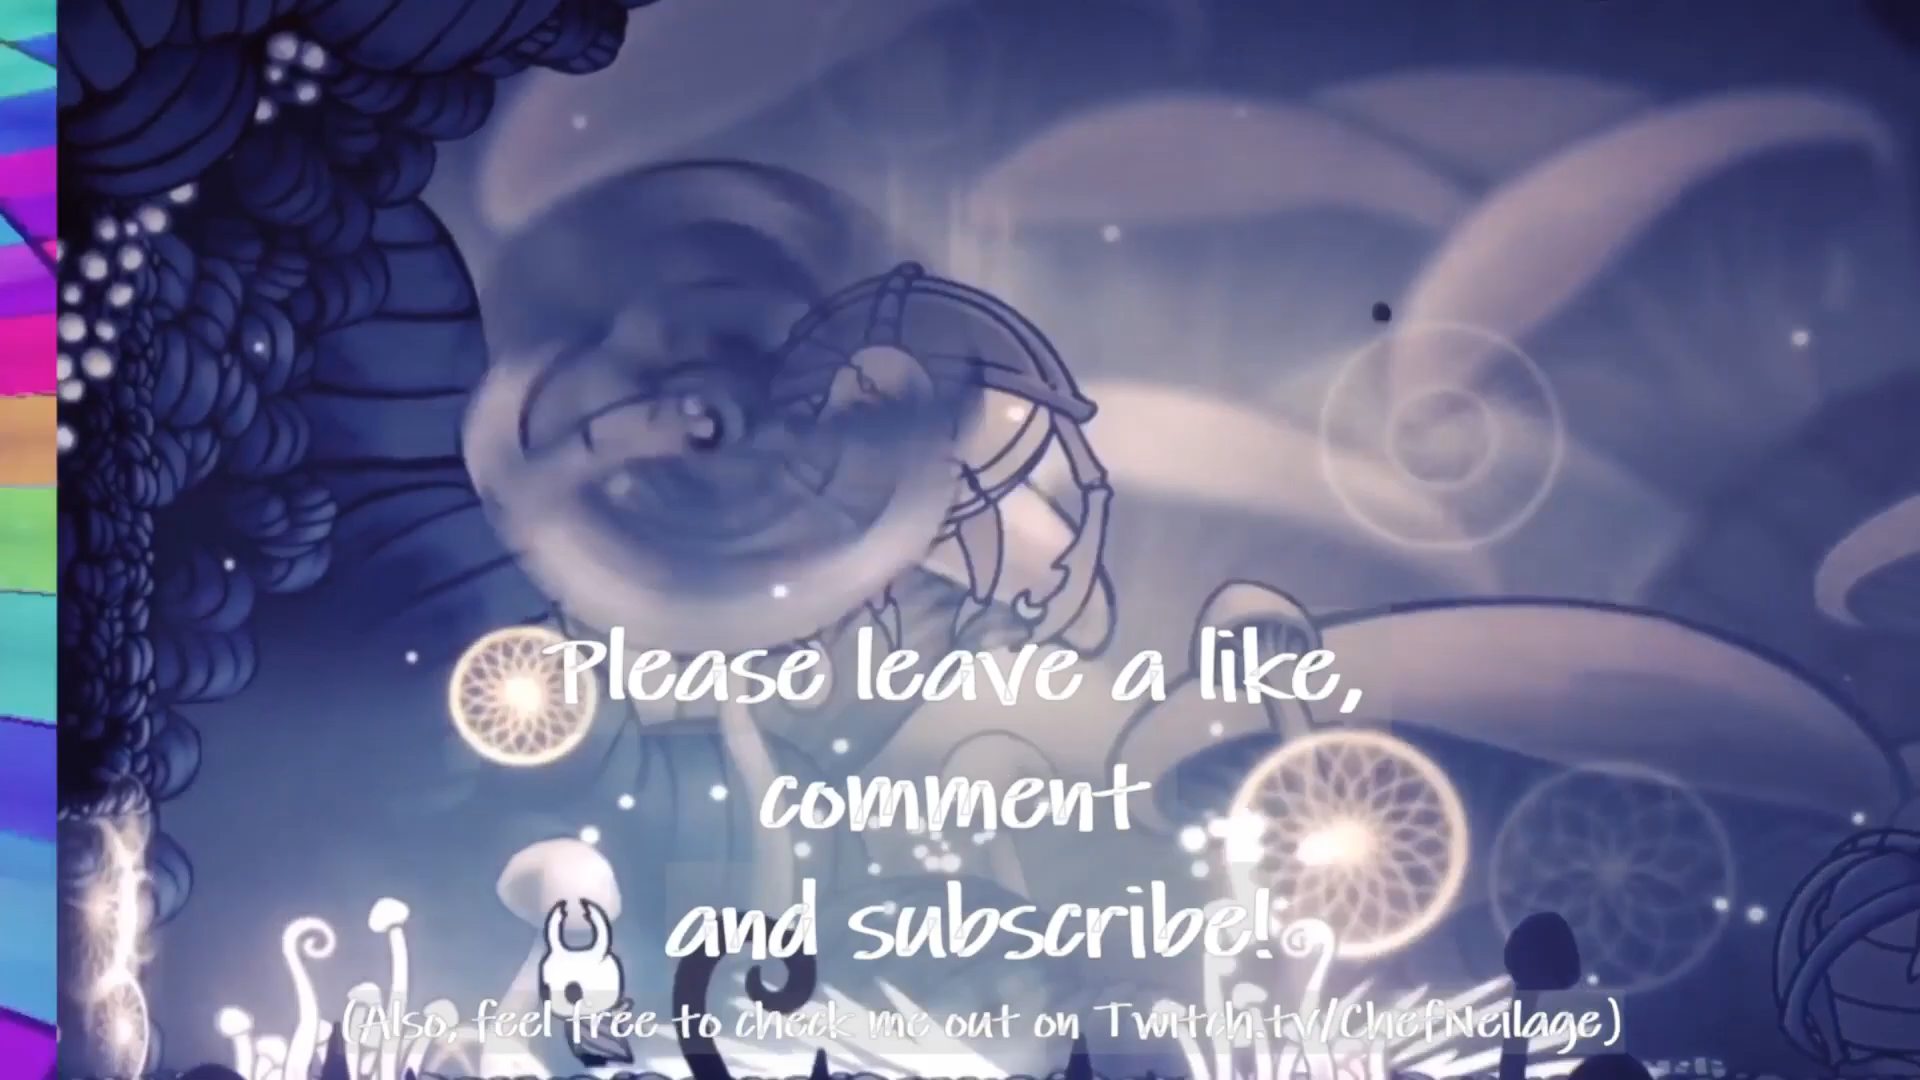 Please leave a like,
comment
and subscribe!
(Also, feel free to check me out on Twitch.tv/ChefNeilage)